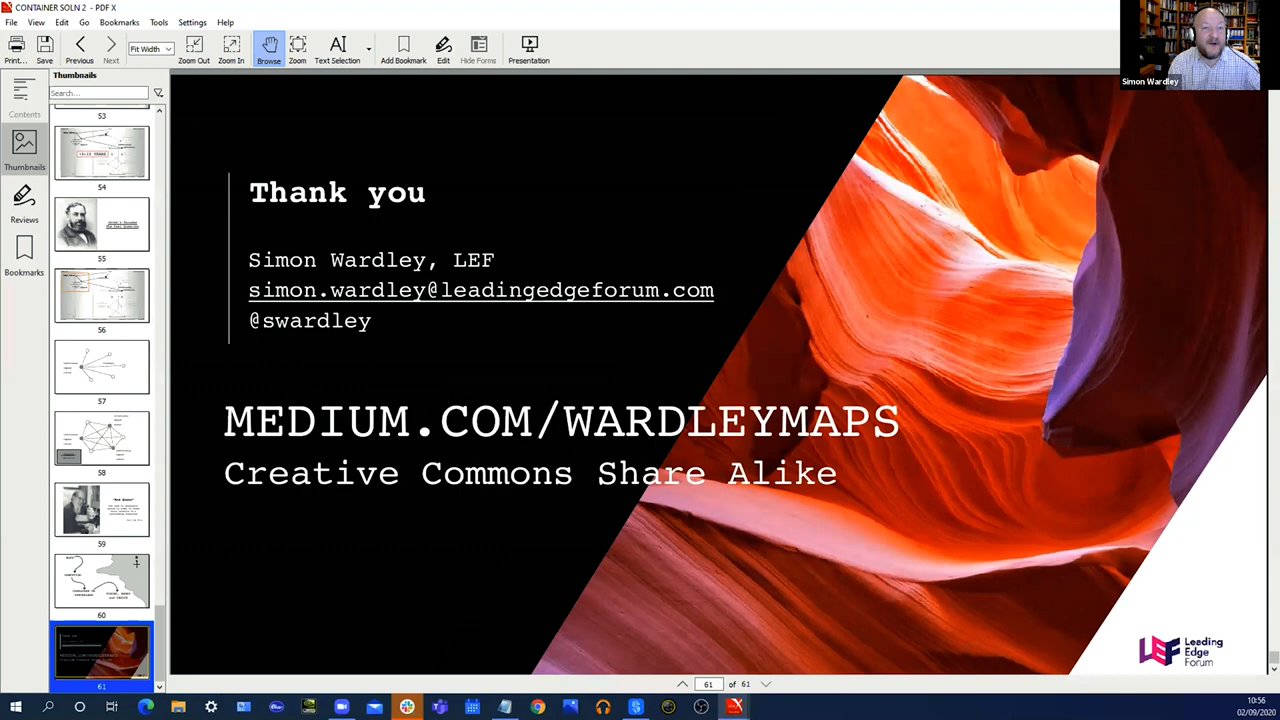 CONTAINER SOLN 2 - PDF X
File View Edit Go Bookmarks Tools Settings Help
Print... Save Previous Next Fit Width Zoom Out Zoom In Browse Zoom Text Selection Add Bookmark Edit Hide Forms Presentation
Simon Wardley
Contents
Thumbnails
Reviews
Bookmarks
Thumbnails
Search...
53
54
55
56
57
58
59
60
61
Thank you
Simon Wardley, LEF
simon.wardley@leadingedgeforum.com
@swardley
MEDIUM.COM/WARDLEYMAPS
Creative Commons Share Alike
LEF
Leading
Edge
Forum
61 of 61
10:56
02/09/2020